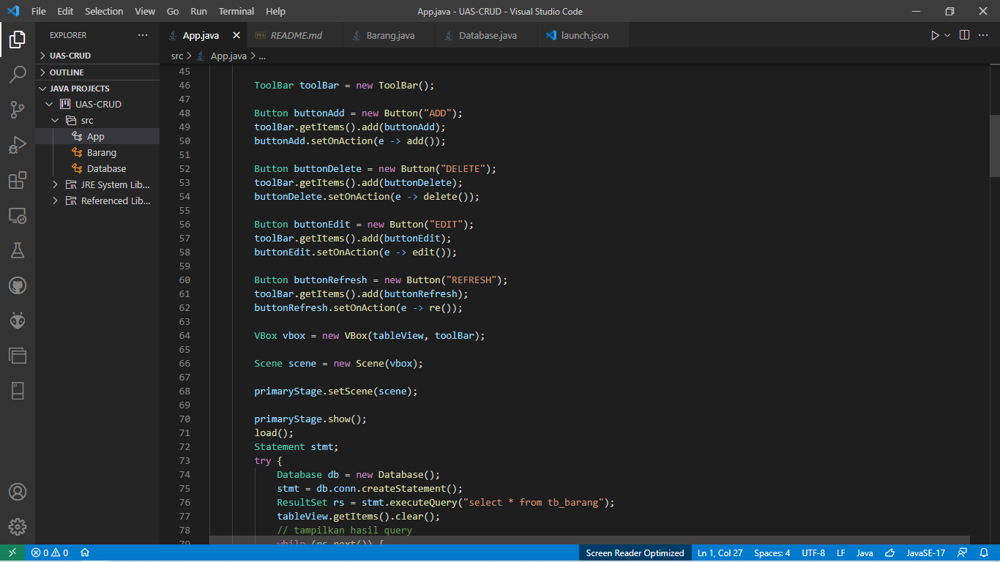 File Edit Selection View Go Run Terminal Help App.java - UAS-CRUD - Visual Studio Code
EXPLORER
UAS-CRUD
OUTLINE
JAVA PROJECTS
UAS-CRUD
src
App
Barang
Database
JRE System Lib...
Referenced Lib...
App.java README.md Barang.java Database.java launch.json
src > App.java > ...
45
46 ToolBar toolBar = new ToolBar();
47
48 Button buttonAdd = new Button("ADD");
49 toolBar.getItems().add(buttonAdd);
50 buttonAdd.setOnAction(e -> add());
51
52 Button buttonDelete = new Button("DELETE");
53 toolBar.getItems().add(buttonDelete);
54 buttonDelete.setOnAction(e -> delete());
55
56 Button buttonEdit = new Button("EDIT");
57 toolBar.getItems().add(buttonEdit);
58 buttonEdit.setOnAction(e -> edit());
59
60 Button buttonRefresh = new Button("REFRESH");
61 toolBar.getItems().add(buttonRefresh);
62 buttonRefresh.setOnAction(e -> re());
63
64 VBox vbox = new VBox(tableView, toolBar);
65
66 Scene scene = new Scene(vbox);
67
68 primaryStage.setScene(scene);
69
70 primaryStage.show();
71 load();
72 Statement stmt;
73 try {
74 Database db = new Database();
75 stmt = db.conn.createStatement();
76 ResultSet rs = stmt.executeQuery("select * from tb_barang");
77 tableView.getItems().clear();
78 // tampilkan hasil query
79 while (rs.next()) {
0 0 Screen Reader Optimized Ln 1, Col 27 Spaces: 4 UTF-8 LF Java JavaSE-17